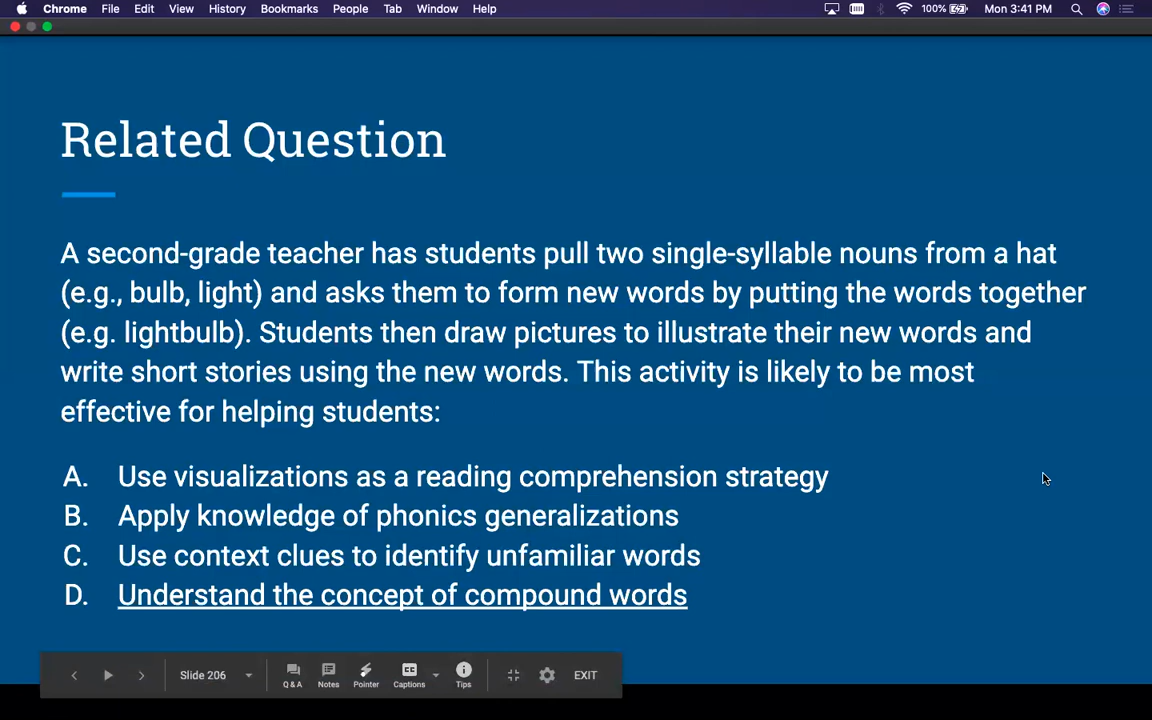 Chrome File Edit View History Bookmarks People Tab Window Help 100% Mon 3:41 PM
Related Question
A second-grade teacher has students pull two single-syllable nouns from a hat
(e.g., bulb, light) and asks them to form new words by putting the words together
(e.g. lightbulb). Students then draw pictures to illustrate their new words and
write short stories using the new words. This activity is likely to be most
effective for helping students:
A. Use visualizations as a reading comprehension strategy
B. Apply knowledge of phonics generalizations
C. Use context clues to identify unfamiliar words
D. Understand the concept of compound words
Slide 206 Q & A Notes Pointer CC Captions Tips EXIT